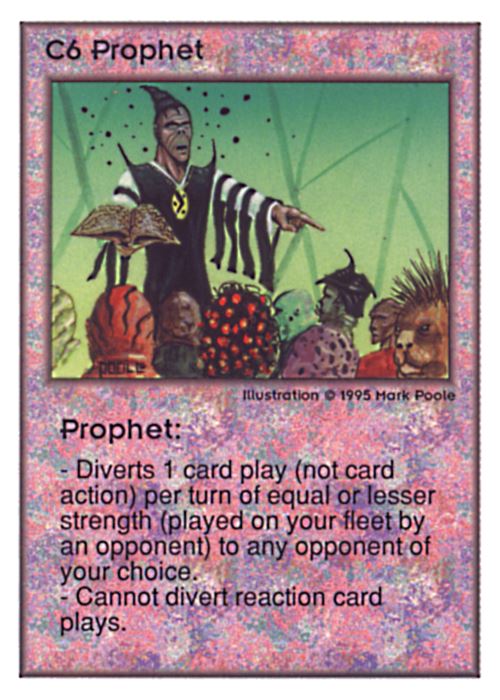 C6 Prophet
POOLE
Illustration © 1995 Mark Poole
Prophet:
- Diverts 1 card play (not card
action) per turn of equal or lesser
strength (played on your fleet by
an opponent) to any opponent of
your choice.
- Cannot divert reaction card
plays.